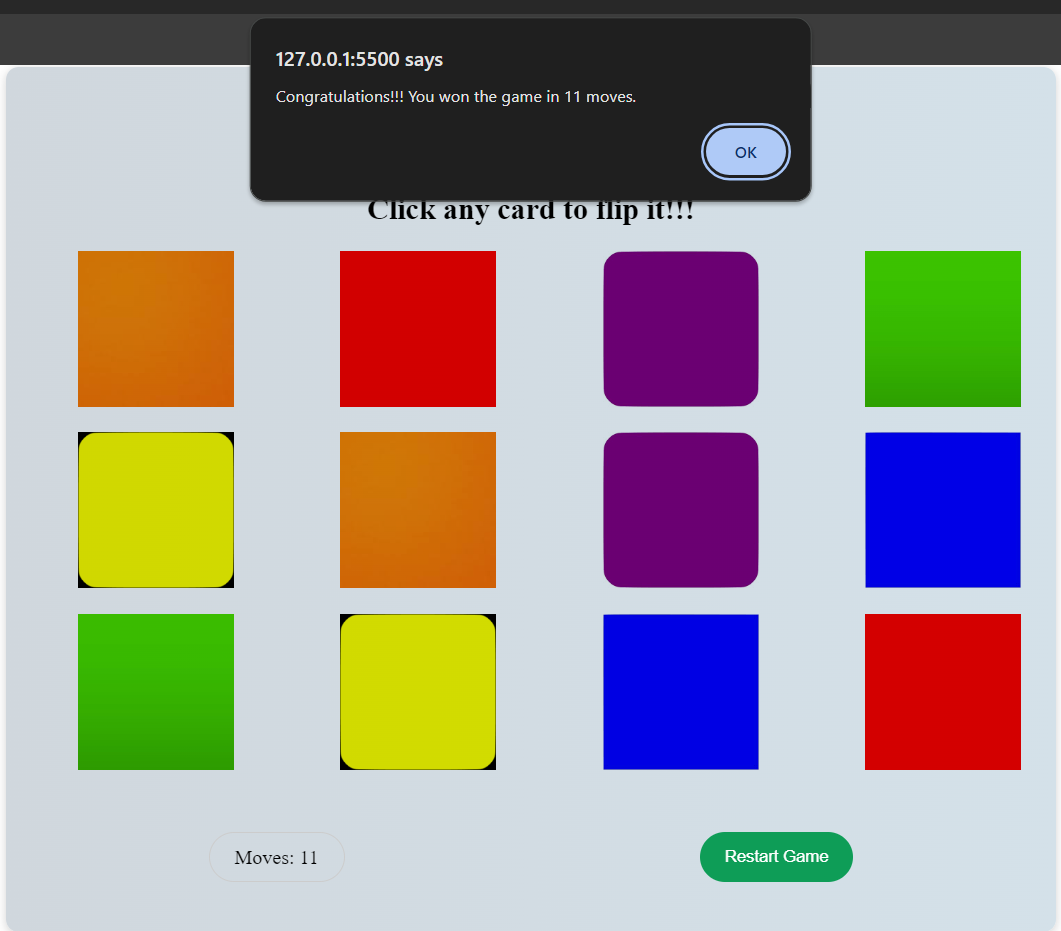 127.0.0.1:5500 says
Congratulations!!! You won the game in 11 moves.
OK
Click any card to flip it!!!
Moves: 11
Restart Game